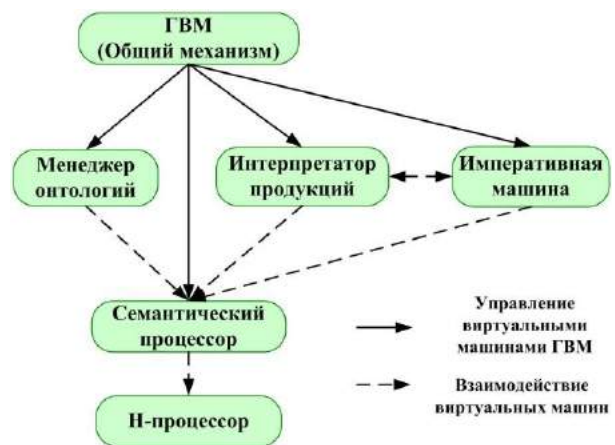 ГВМ
(Общий механизм)
Менеджер
онтологий
Интерпретатор
продукций
Императивная
машина
Семантический
процессор
Н-процессор
Управление
виртуальными
машинами ГВМ
Взаимодействие
виртуальных машин